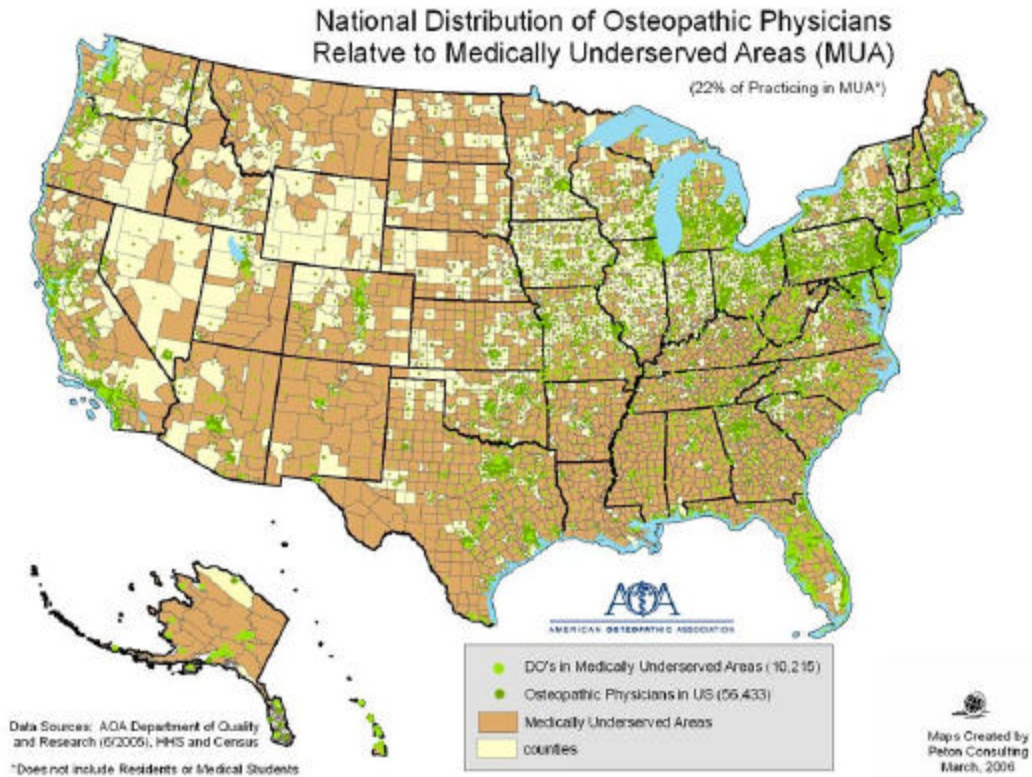 National Distribution of Osteopathic Physicians
Relatve to Medically Underserved Areas (MUA)
(22% of Practicing in MUA*)
AOA
AMERICAN OSTEOPATHIC ASSOCIATION
DO's in Medically Underserved Areas (10,215)
Osteopathic Physicians in US (56,433)
Medically Underserved Areas
counties
Data Sources: AOA Department of Quality
and Research (6/2005), HHS and Census
*Does not include Residents or Medical Students
Maps Created by
Peton Consulting
March, 2006